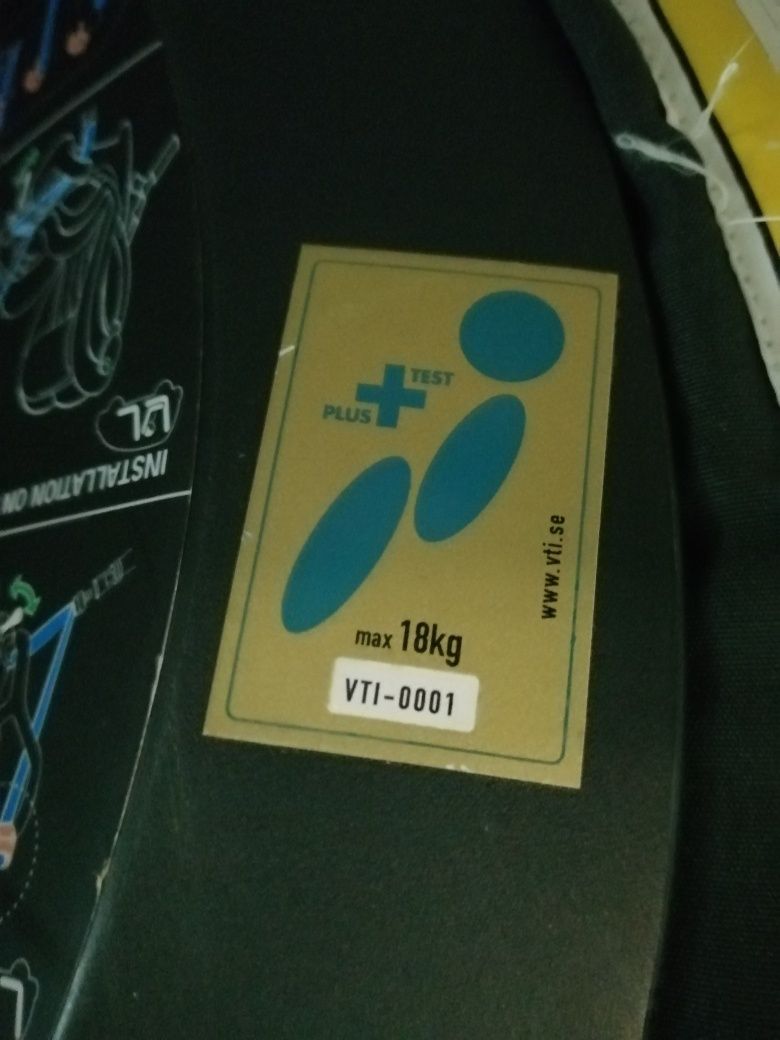 TEST
PLUS
www.vti.se
max 18kg
VTI-0001
INSTALLATION ON